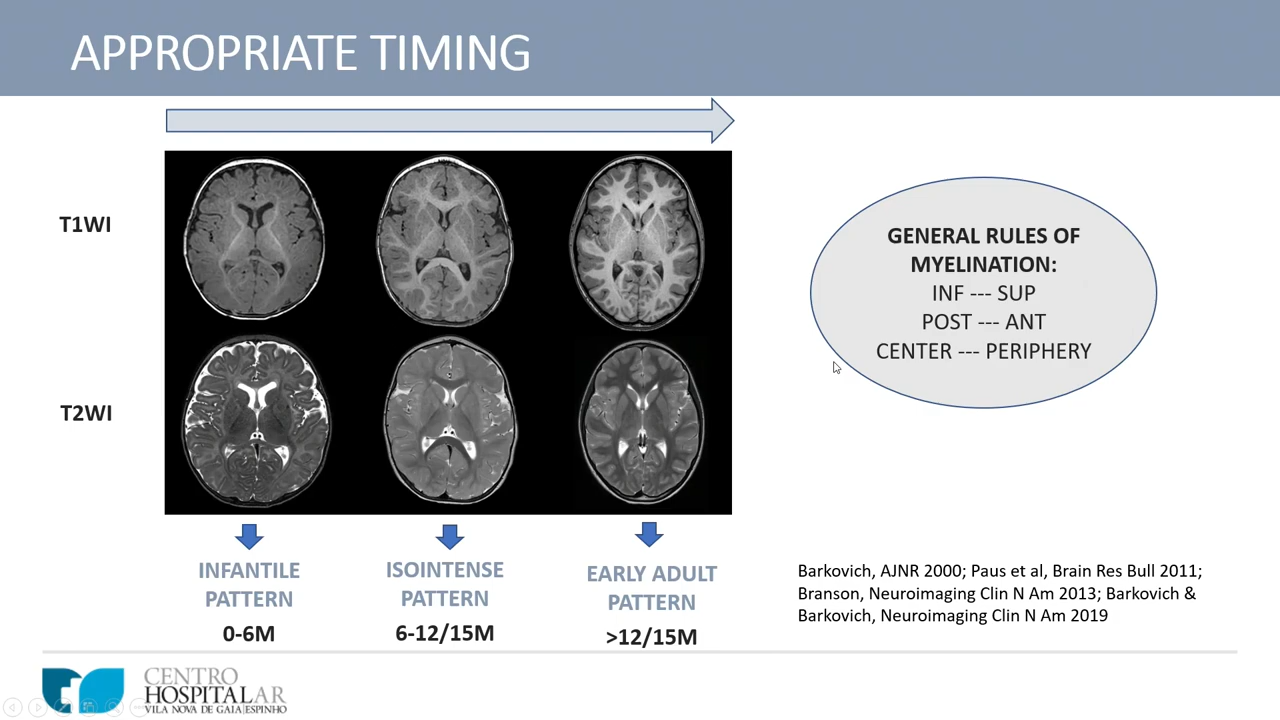 APPROPRIATE TIMING
T1WI
T2WI
INFANTILE
PATTERN
0-6M
ISOINTENSE
PATTERN
6-12/15M
EARLY ADULT
PATTERN
>12/15M
GENERAL RULES OF
MYELINATION:
INF --- SUP
POST --- ANT
CENTER --- PERIPHERY
Barkovich, AJNR 2000; Paus et al, Brain Res Bull 2011;
Branson, Neuroimaging Clin N Am 2013; Barkovich &
Barkovich, Neuroimaging Clin N Am 2019
CENTRO
HOSPITALAR
VILA NOVA DE GAIA|ESPINHO